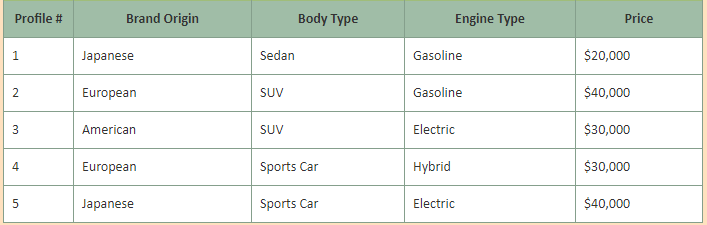 Profile # Brand Origin Body Type Engine Type Price
1 Japanese Sedan Gasoline $20,000
2 European SUV Gasoline $40,000
3 American SUV Electric $30,000
4 European Sports Car Hybrid $30,000
5 Japanese Sports Car Electric $40,000